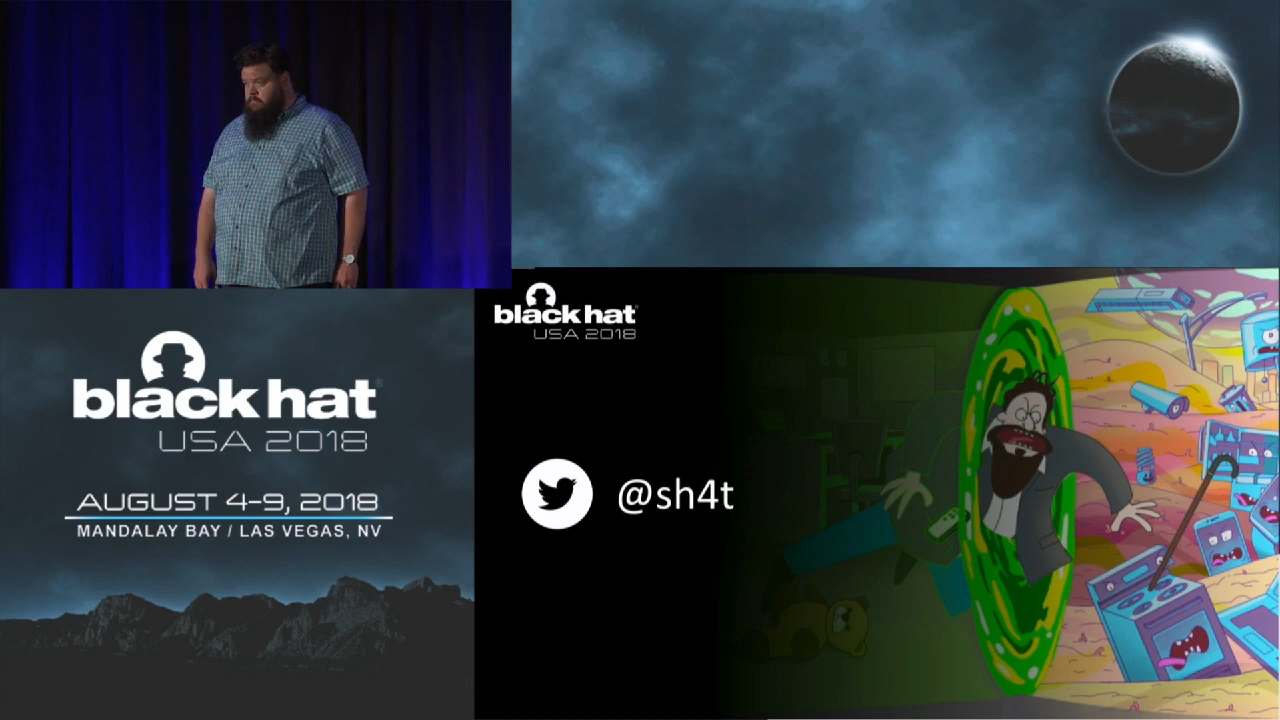 black hat
USA 2018
AUGUST 4-9, 2018
MANDALAY BAY / LAS VEGAS, NV
black hat
USA 2018
@sh4t